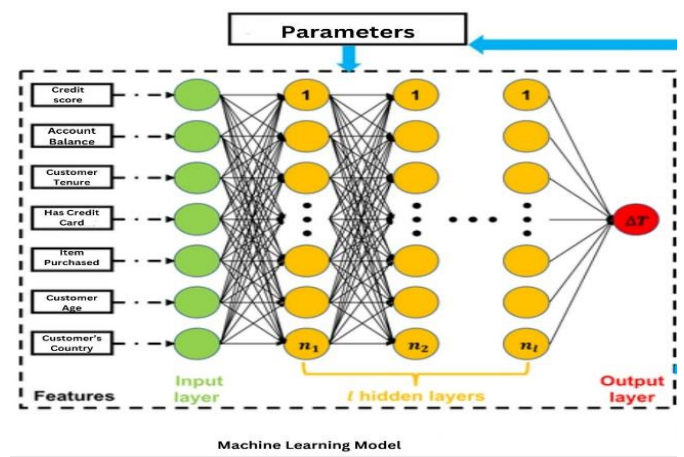 Parameters
Credit
score
Account
Balance
Customer
Tenure
Has Credit
Card
Item
Purchased
Customer
Age
Customer's
Country
1
1
1
n₁
n₂
nₗ
ΔT
Features
Input
layer
l hidden layers
Output
layer
Machine Learning Model